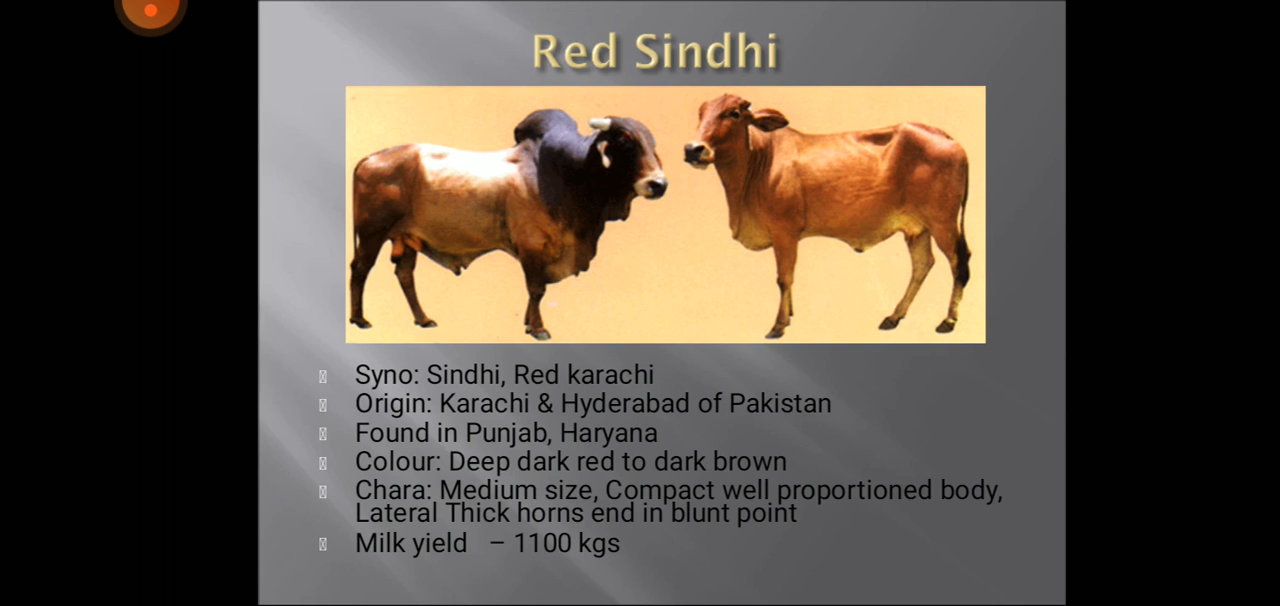 Red Sindhi
Syno: Sindhi, Red karachi
Origin: Karachi & Hyderabad of Pakistan
Found in Punjab, Haryana
Colour: Deep dark red to dark brown
Chara: Medium size, Compact well proportioned body,
Lateral Thick horns end in blunt point
Milk yield – 1100 kgs